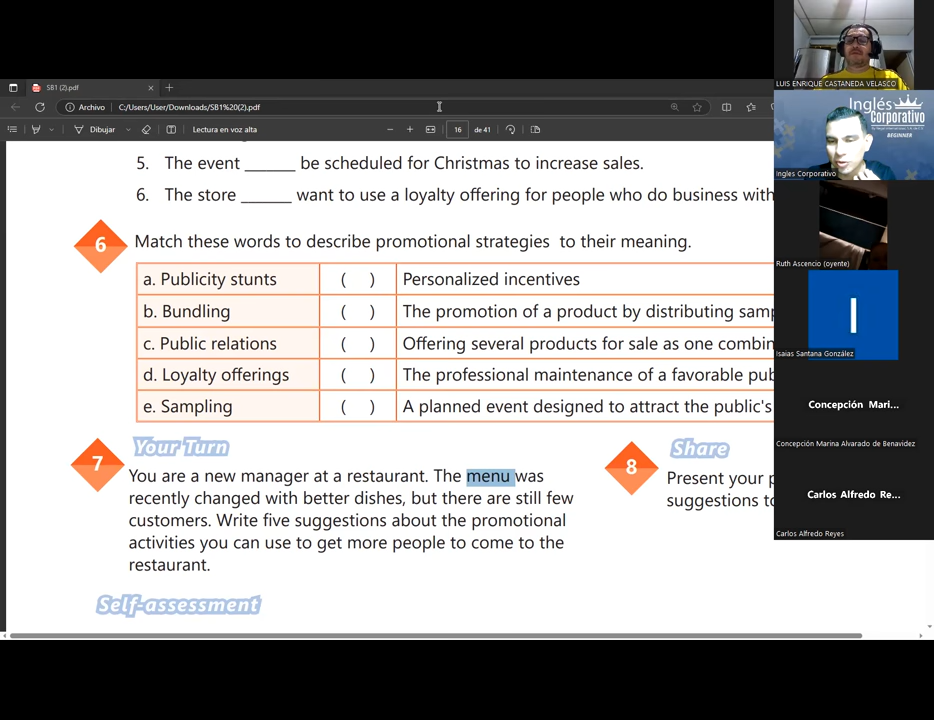 SB1 (2).pdf
Archivo
C:/Users/User/Downloads/SB1%20(2).pdf
Dibujar
Lectura en voz alta
16
de 41
5. The event ______ be scheduled for Christmas to increase sales.
6. The store ______ want to use a loyalty offering for people who do business with
6
Match these words to describe promotional strategies to their meaning.
a. Publicity stunts ( ) Personalized incentives
b. Bundling ( ) The promotion of a product by distributing samp
c. Public relations ( ) Offering several products for sale as one combin
d. Loyalty offerings ( ) The professional maintenance of a favorable pub
e. Sampling ( ) A planned event designed to attract the public's
7
Your Turn
You are a new manager at a restaurant. The menu was
recently changed with better dishes, but there are still few
customers. Write five suggestions about the promotional
activities you can use to get more people to come to the
restaurant.
8
Share
Present your p
suggestions to
Self-assessment
LUIS ENRIQUE CASTANEDA VELASCO
Inglés
Corporativo
BEGINNER
Ingles Corporativo
Ruth Ascencio (oyente)
I
Isaías Santana González
Concepción Mari...
Concepción Marina Alvarado de Benavidez
Carlos Alfredo Re...
Carlos Alfredo Reyes